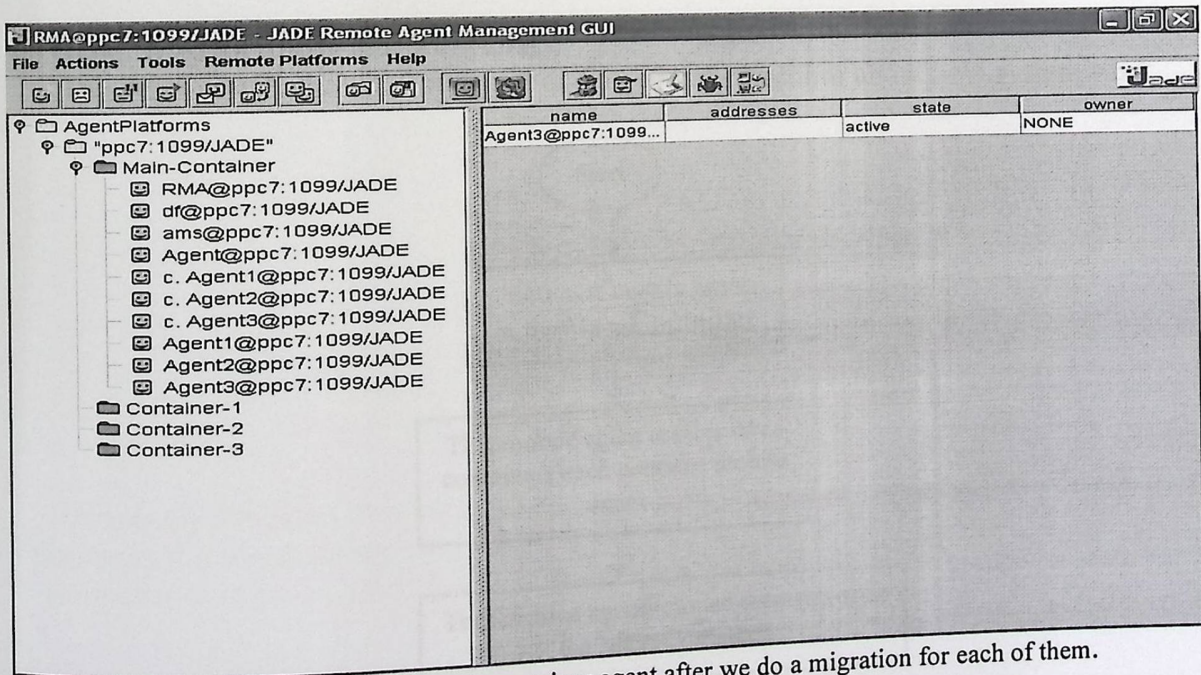 RMA@ppc7:1099/JADE - JADE Remote Agent Management GUI
File Actions Tools Remote Platforms Help
Jade
AgentPlatforms
"ppc7:1099/JADE"
Main-Container
RMA@ppc7:1099/JADE
df@ppc7:1099/JADE
ams@ppc7:1099/JADE
Agent@ppc7:1099/JADE
c. Agent1@ppc7:1099/JADE
c. Agent2@ppc7:1099/JADE
c. Agent3@ppc7:1099/JADE
Agent1@ppc7:1099/JADE
Agent2@ppc7:1099/JADE
Agent3@ppc7:1099/JADE
Container-1
Container-2
Container-3
name addresses state owner
Agent3@ppc7:1099... active NONE
agent after we do a migration for each of them.